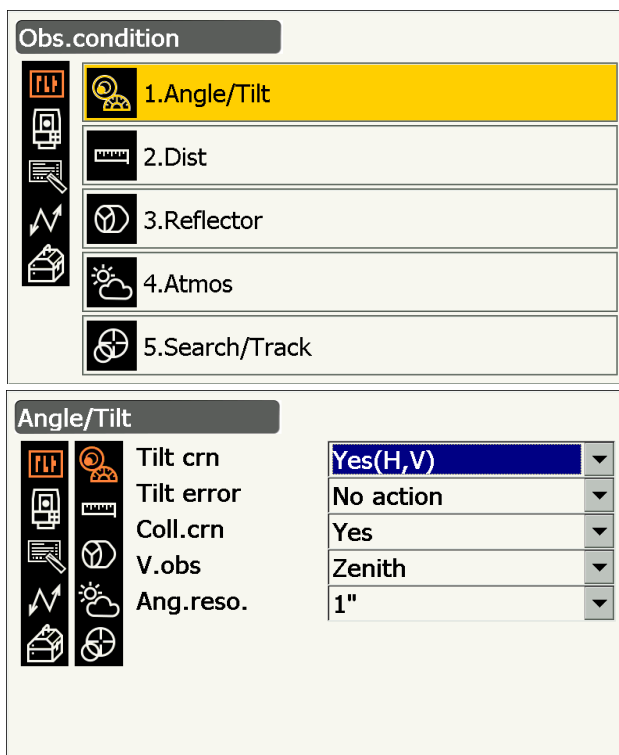 Obs.condition
1.Angle/Tilt
2.Dist
3.Reflector
4.Atmos
5.Search/Track
Angle/Tilt
Tilt crn Yes(H,V)
Tilt error No action
Coll.crn Yes
V.obs Zenith
Ang.reso. 1"